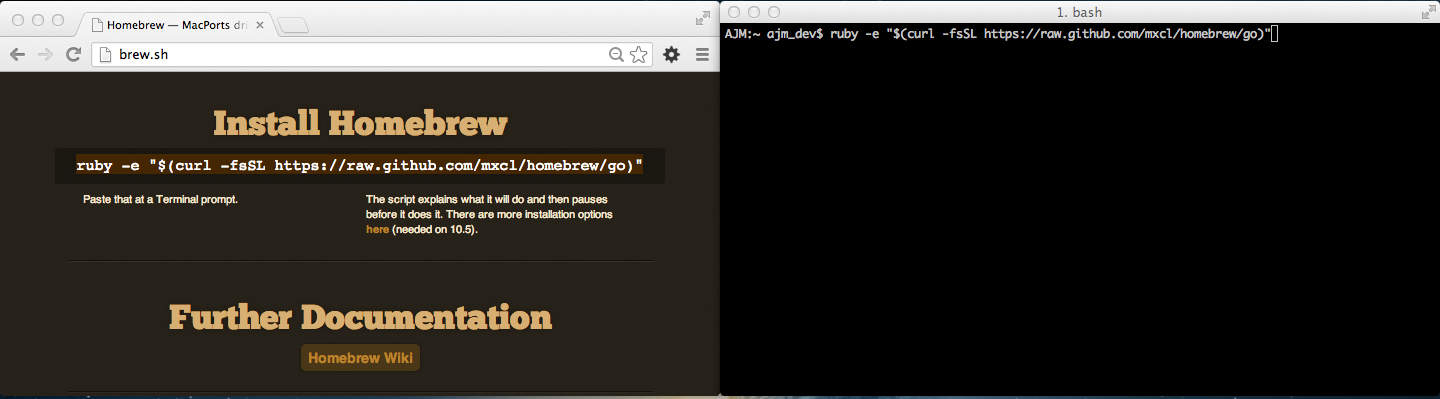 Homebrew — MacPorts dri
brew.sh
Install Homebrew
ruby -e "$(curl -fsSL https://raw.github.com/mxcl/homebrew/go)"
Paste that at a Terminal prompt.
The script explains what it will do and then pauses
before it does it. There are more installation options
here (needed on 10.5).
Further Documentation
Homebrew Wiki
1. bash
AJM:~ ajm_dev$ ruby -e "$(curl -fsSL https://raw.github.com/mxcl/homebrew/go)"